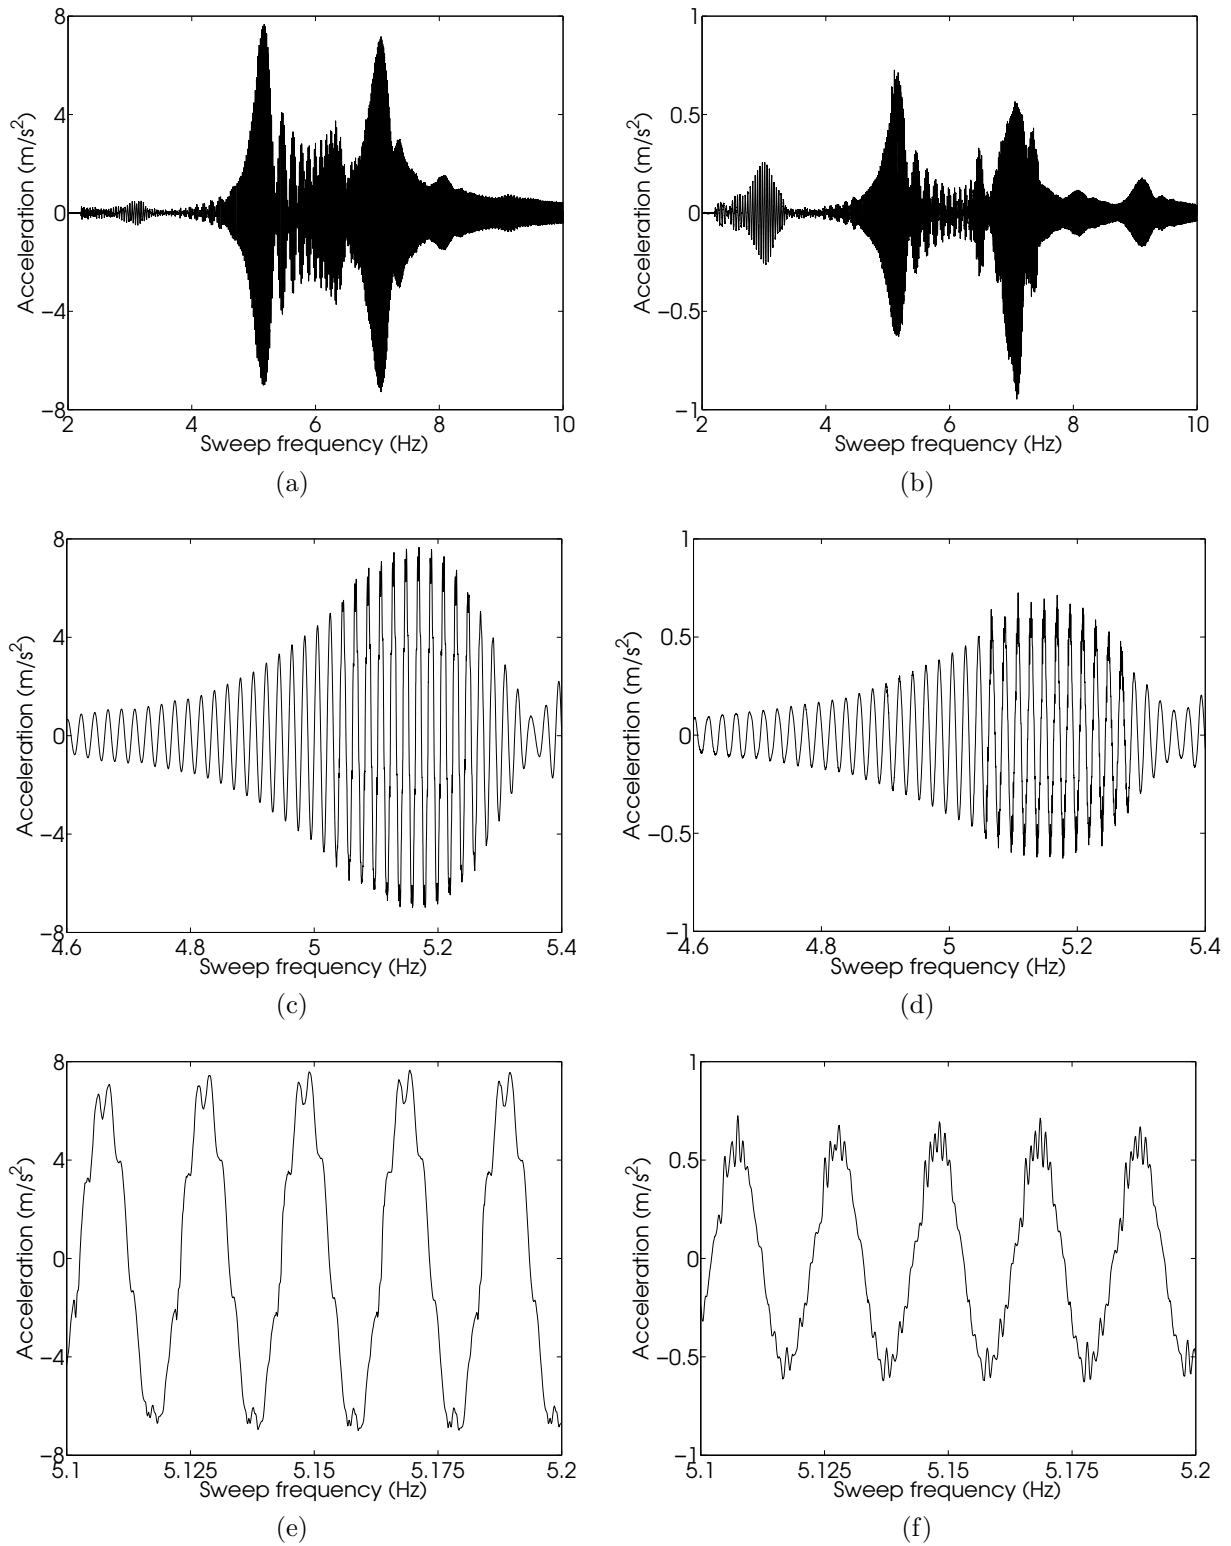 8
4
0
−4
−8
2 4 6 8 10
Acceleration (m/s²)
Sweep frequency (Hz)
(a)
1
0.5
0
−0.5
−1
2 4 6 8 10
Acceleration (m/s²)
Sweep frequency (Hz)
(b)
8
4
0
−4
−8
4.6 4.8 5 5.2 5.4
Acceleration (m/s²)
Sweep frequency (Hz)
(c)
1
0.5
0
−0.5
−1
4.6 4.8 5 5.2 5.4
Acceleration (m/s²)
Sweep frequency (Hz)
(d)
8
4
0
−4
−8
5.1 5.125 5.15 5.175 5.2
Acceleration (m/s²)
Sweep frequency (Hz)
(e)
1
0.5
0
−0.5
−1
5.1 5.125 5.15 5.175 5.2
Acceleration (m/s²)
Sweep frequency (Hz)
(f)